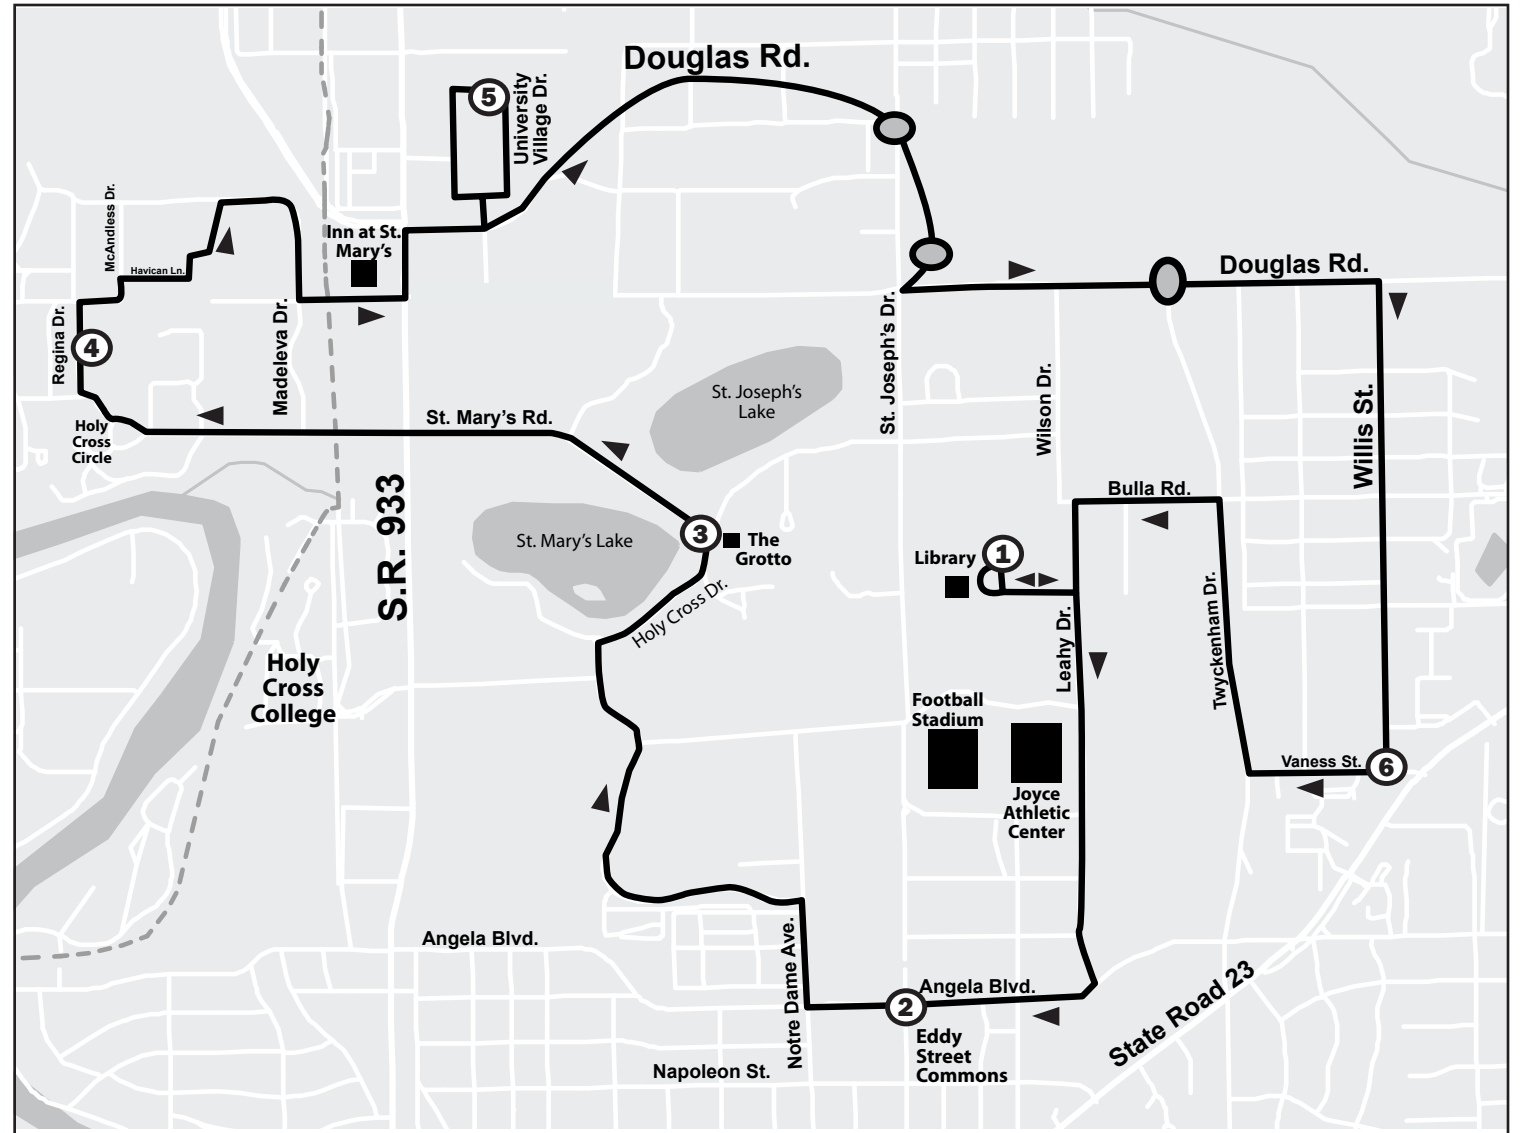 Douglas Rd.
5
University
Village Dr.
McAndless Dr.
Inn at St.
Mary's
Havican Ln.
Douglas Rd.
Regina Dr.
4
Madeleva Dr.
St. Joseph's Dr.
St. Joseph's
Lake
Wilson Dr.
Willis St.
St. Mary's Rd.
Holy
Cross
Circle
S.R. 933
Bulla Rd.
St. Mary's Lake
3
The
Grotto
Library
1
Holy Cross Dr.
Leahy Dr.
Twyckenham Dr.
Holy
Cross
College
Football
Stadium
Joyce
Athletic
Center
Vaness St.
6
Angela Blvd.
Notre Dame Ave.
2
Angela Blvd.
State Road 23
Eddy
Street
Commons
Napoleon St.